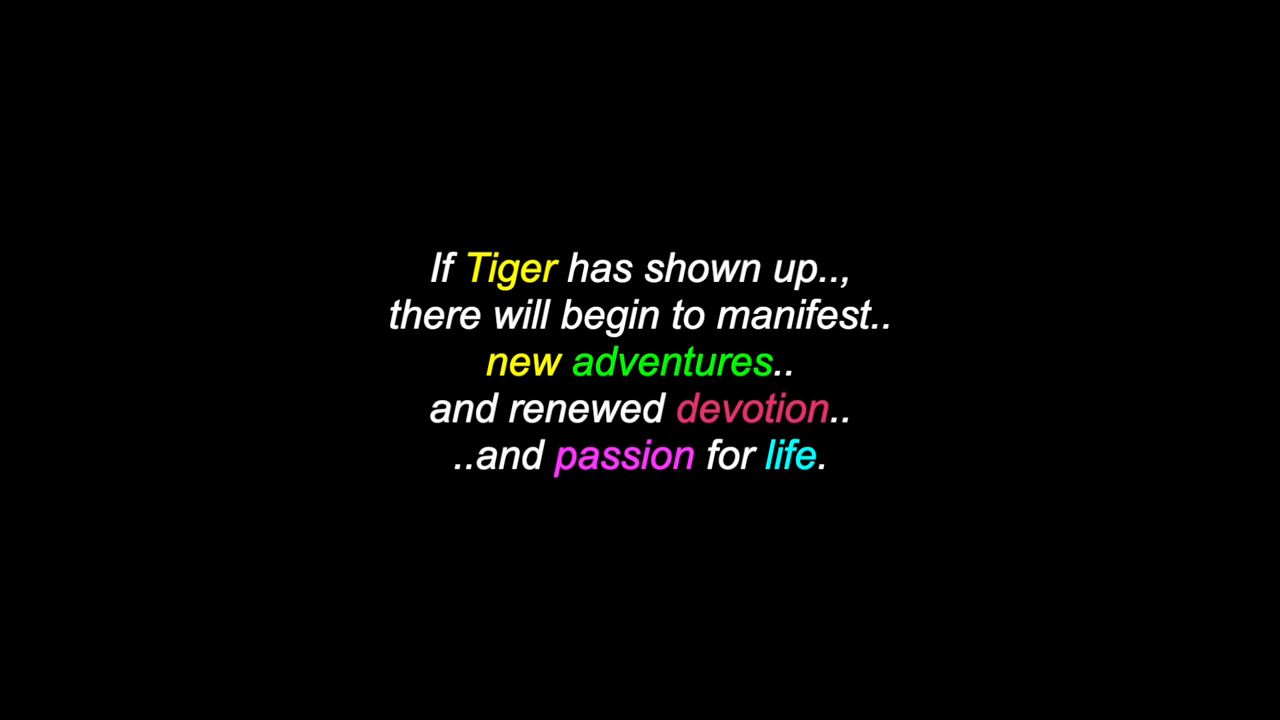 If Tiger has shown up..,
there will begin to manifest..
new adventures..
and renewed devotion..
..and passion for life.